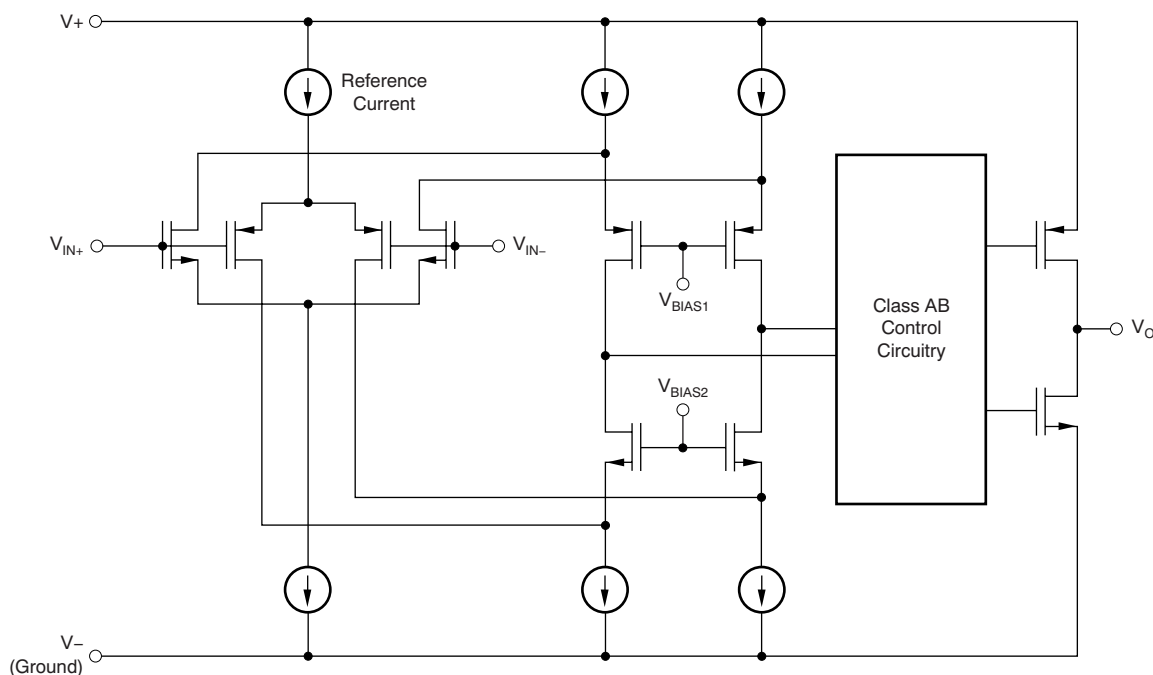 V+
Reference
Current
V_IN+
V_IN–
V_BIAS1
Class AB
Control
Circuitry
V_O
V_BIAS2
V–
(Ground)